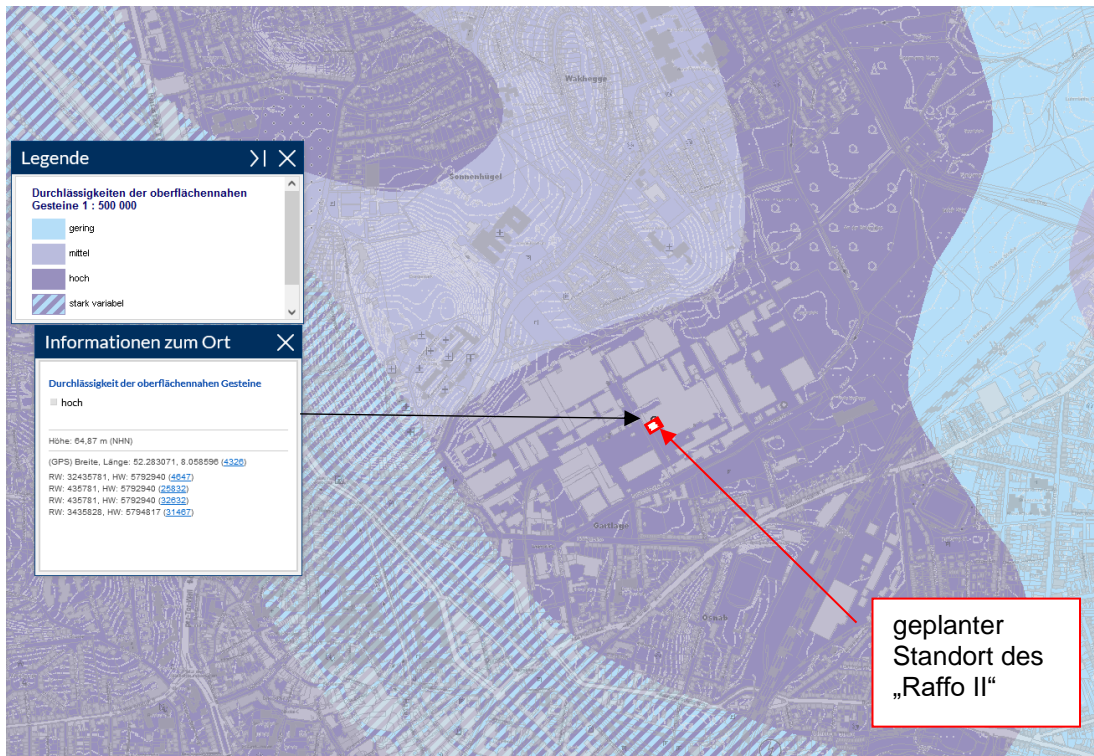 Wakhegge
Sonnenhügel
Legende
Durchlässigkeiten der oberflächennahen
Gesteine 1 : 500 000
gering
mittel
hoch
stark variabel
Informationen zum Ort
Durchlässigkeit der oberflächennahen Gesteine
hoch
Höhe: 64,87 m (NHN)
(GPS) Breite, Länge: 52.283071, 8.058596 (4326)
RW: 32435781, HW: 5792940 (4647)
RW: 435781, HW: 5792940 (25832)
RW: 435781, HW: 5792940 (32632)
RW: 3435828, HW: 5794817 (31467)
Gartlage
Osnab
geplanter
Standort des
„Raffo II“